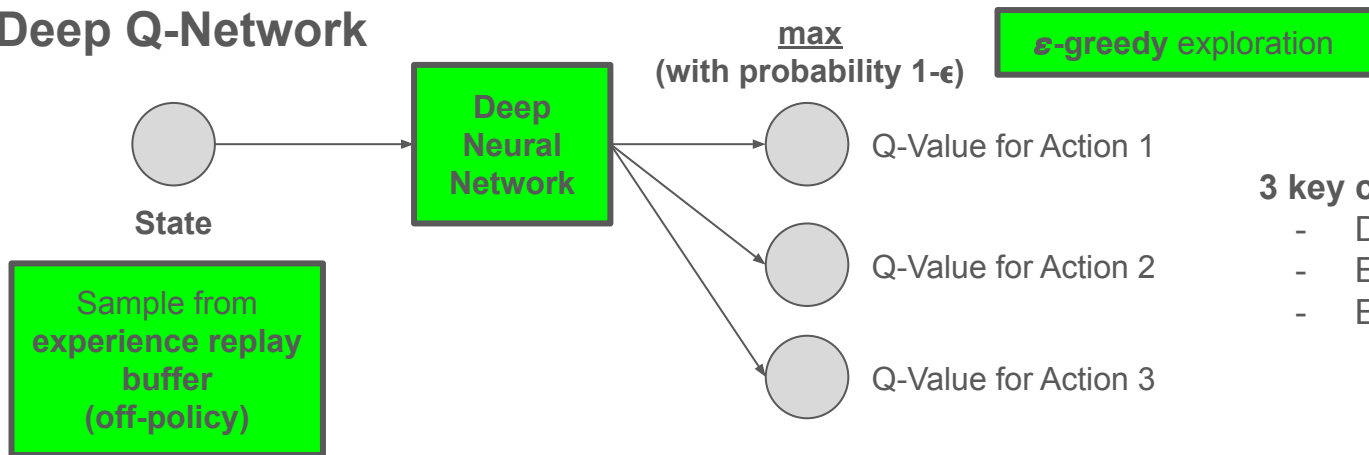 Deep Q-Network
max
(with probability 1-ϵ)
ε-greedy exploration
Deep
Neural
Network
Q-Value for Action 1
State
3 key
Q-Value for Action 2
Sample from
experience replay
buffer
(off-policy)
Q-Value for Action 3